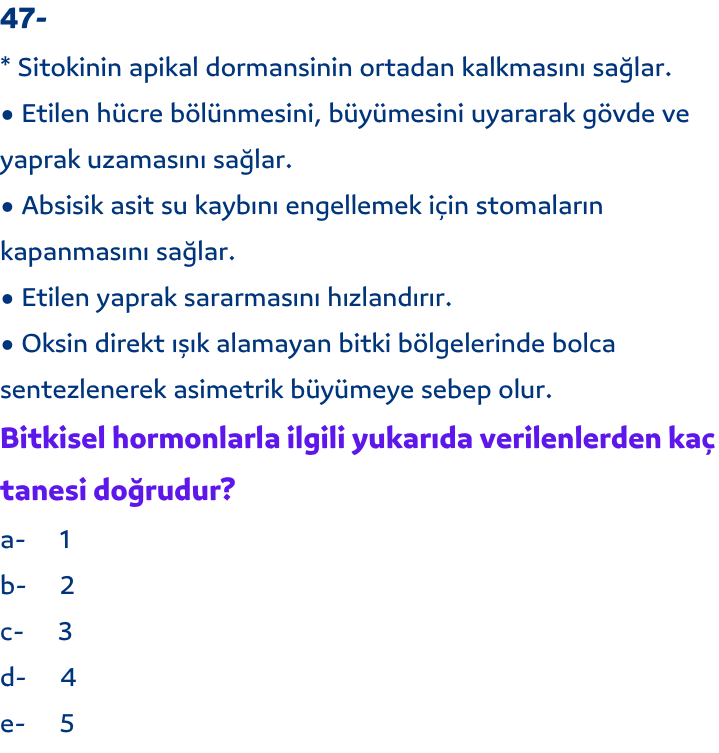 47-
* Sitokinin apikal dormansinin ortadan kalkmasını sağlar.
• Etilen hücre bölünmesini, büyümesini uyararak gövde ve
yaprak uzamasını sağlar.
• Absisik asit su kaybını engellemek için stomaların
kapanmasını sağlar.
• Etilen yaprak sararmasını hızlandırır.
• Oksin direkt ışık alamayan bitki bölgelerinde bolca
sentezlenerek asimetrik büyümeye sebep olur.
Bitkisel hormonlarla ilgili yukarıda verilenlerden kaç
tanesi doğrudur?
a- 1
b- 2
c- 3
d- 4
e- 5